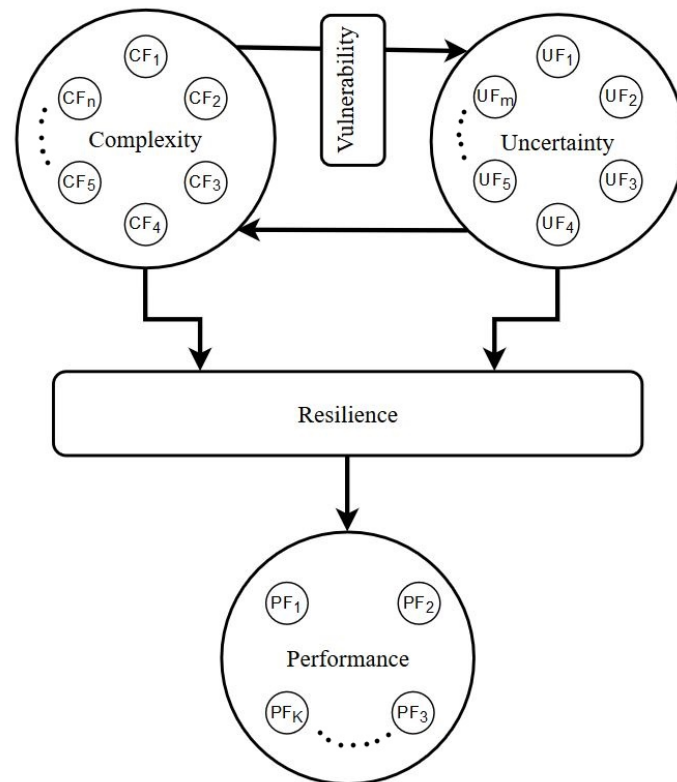 CF₁
CFₙ
CF₂
Complexity
CF₅
CF₃
CF₄
Vulnerability
UF₁
UFₘ
UF₂
Uncertainty
UF₅
UF₃
UF₄
Resilience
PF₁
PF₂
Performance
PF_K
PF₃